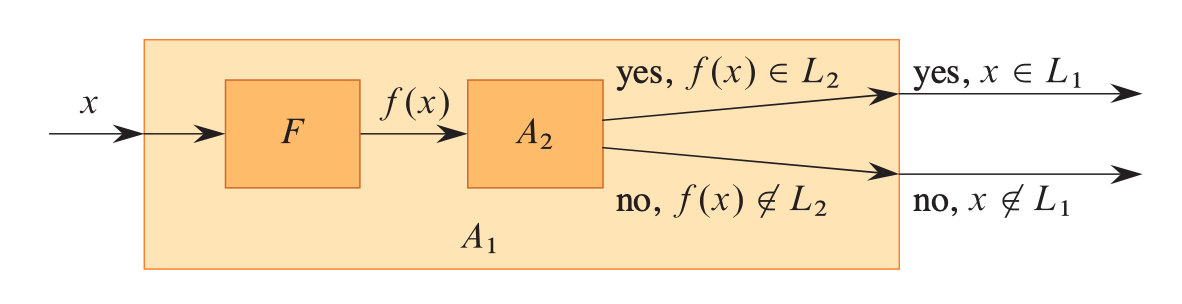 x
F
f(x)
A₂
yes, f(x) ∈ L₂
no, f(x) ∉ L₂
A₁
yes, x ∈ L₁
no, x ∉ L₁